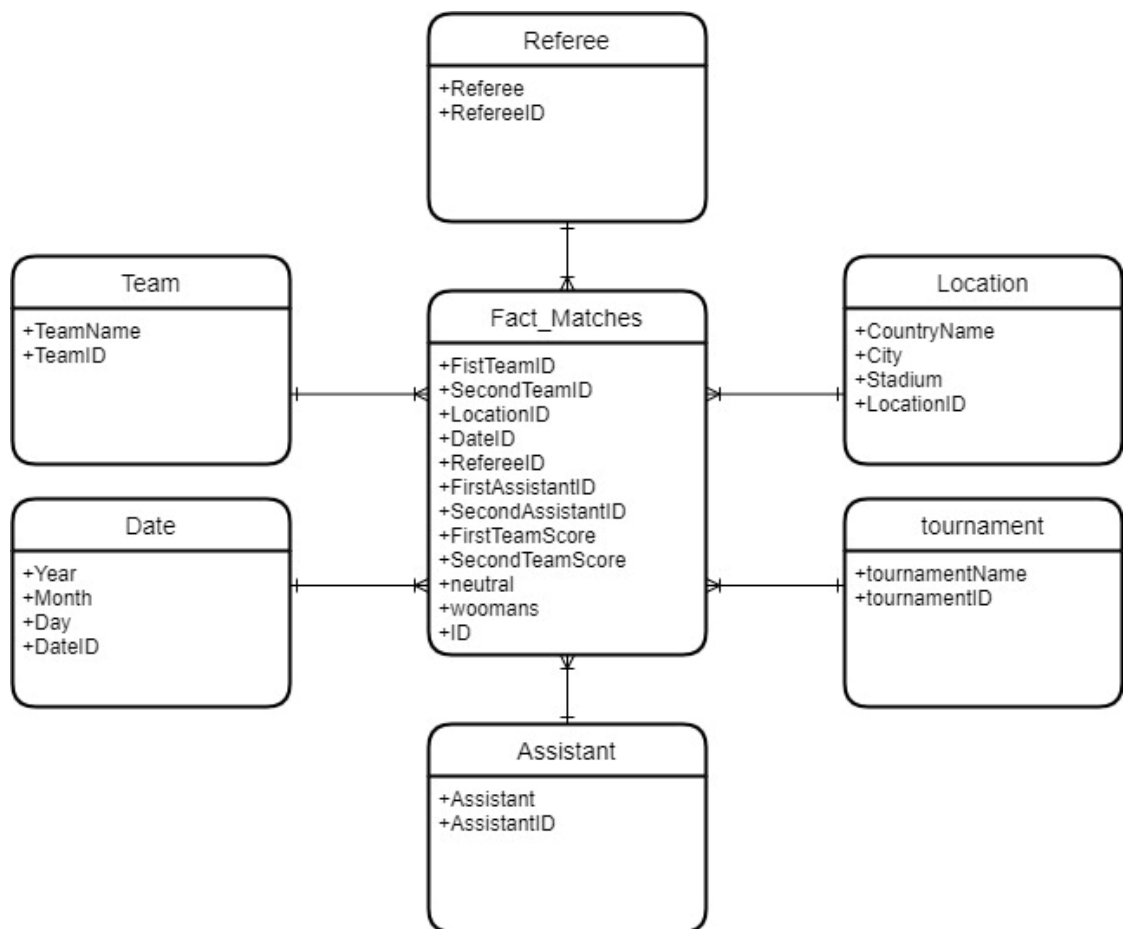 Referee
+Referee
+RefereeID
Team
+TeamName
+TeamID
Fact_Matches
+FistTeamID
+SecondTeamID
+LocationID
+DateID
+RefereeID
+FirstAssistantID
+SecondAssistantID
+FirstTeamScore
+SecondTeamScore
+neutral
+woomans
+ID
Location
+CountryName
+City
+Stadium
+LocationID
Date
+Year
+Month
+Day
+DateID
tournament
+tournamentName
+tournamentID
Assistant
+Assistant
+AssistantID